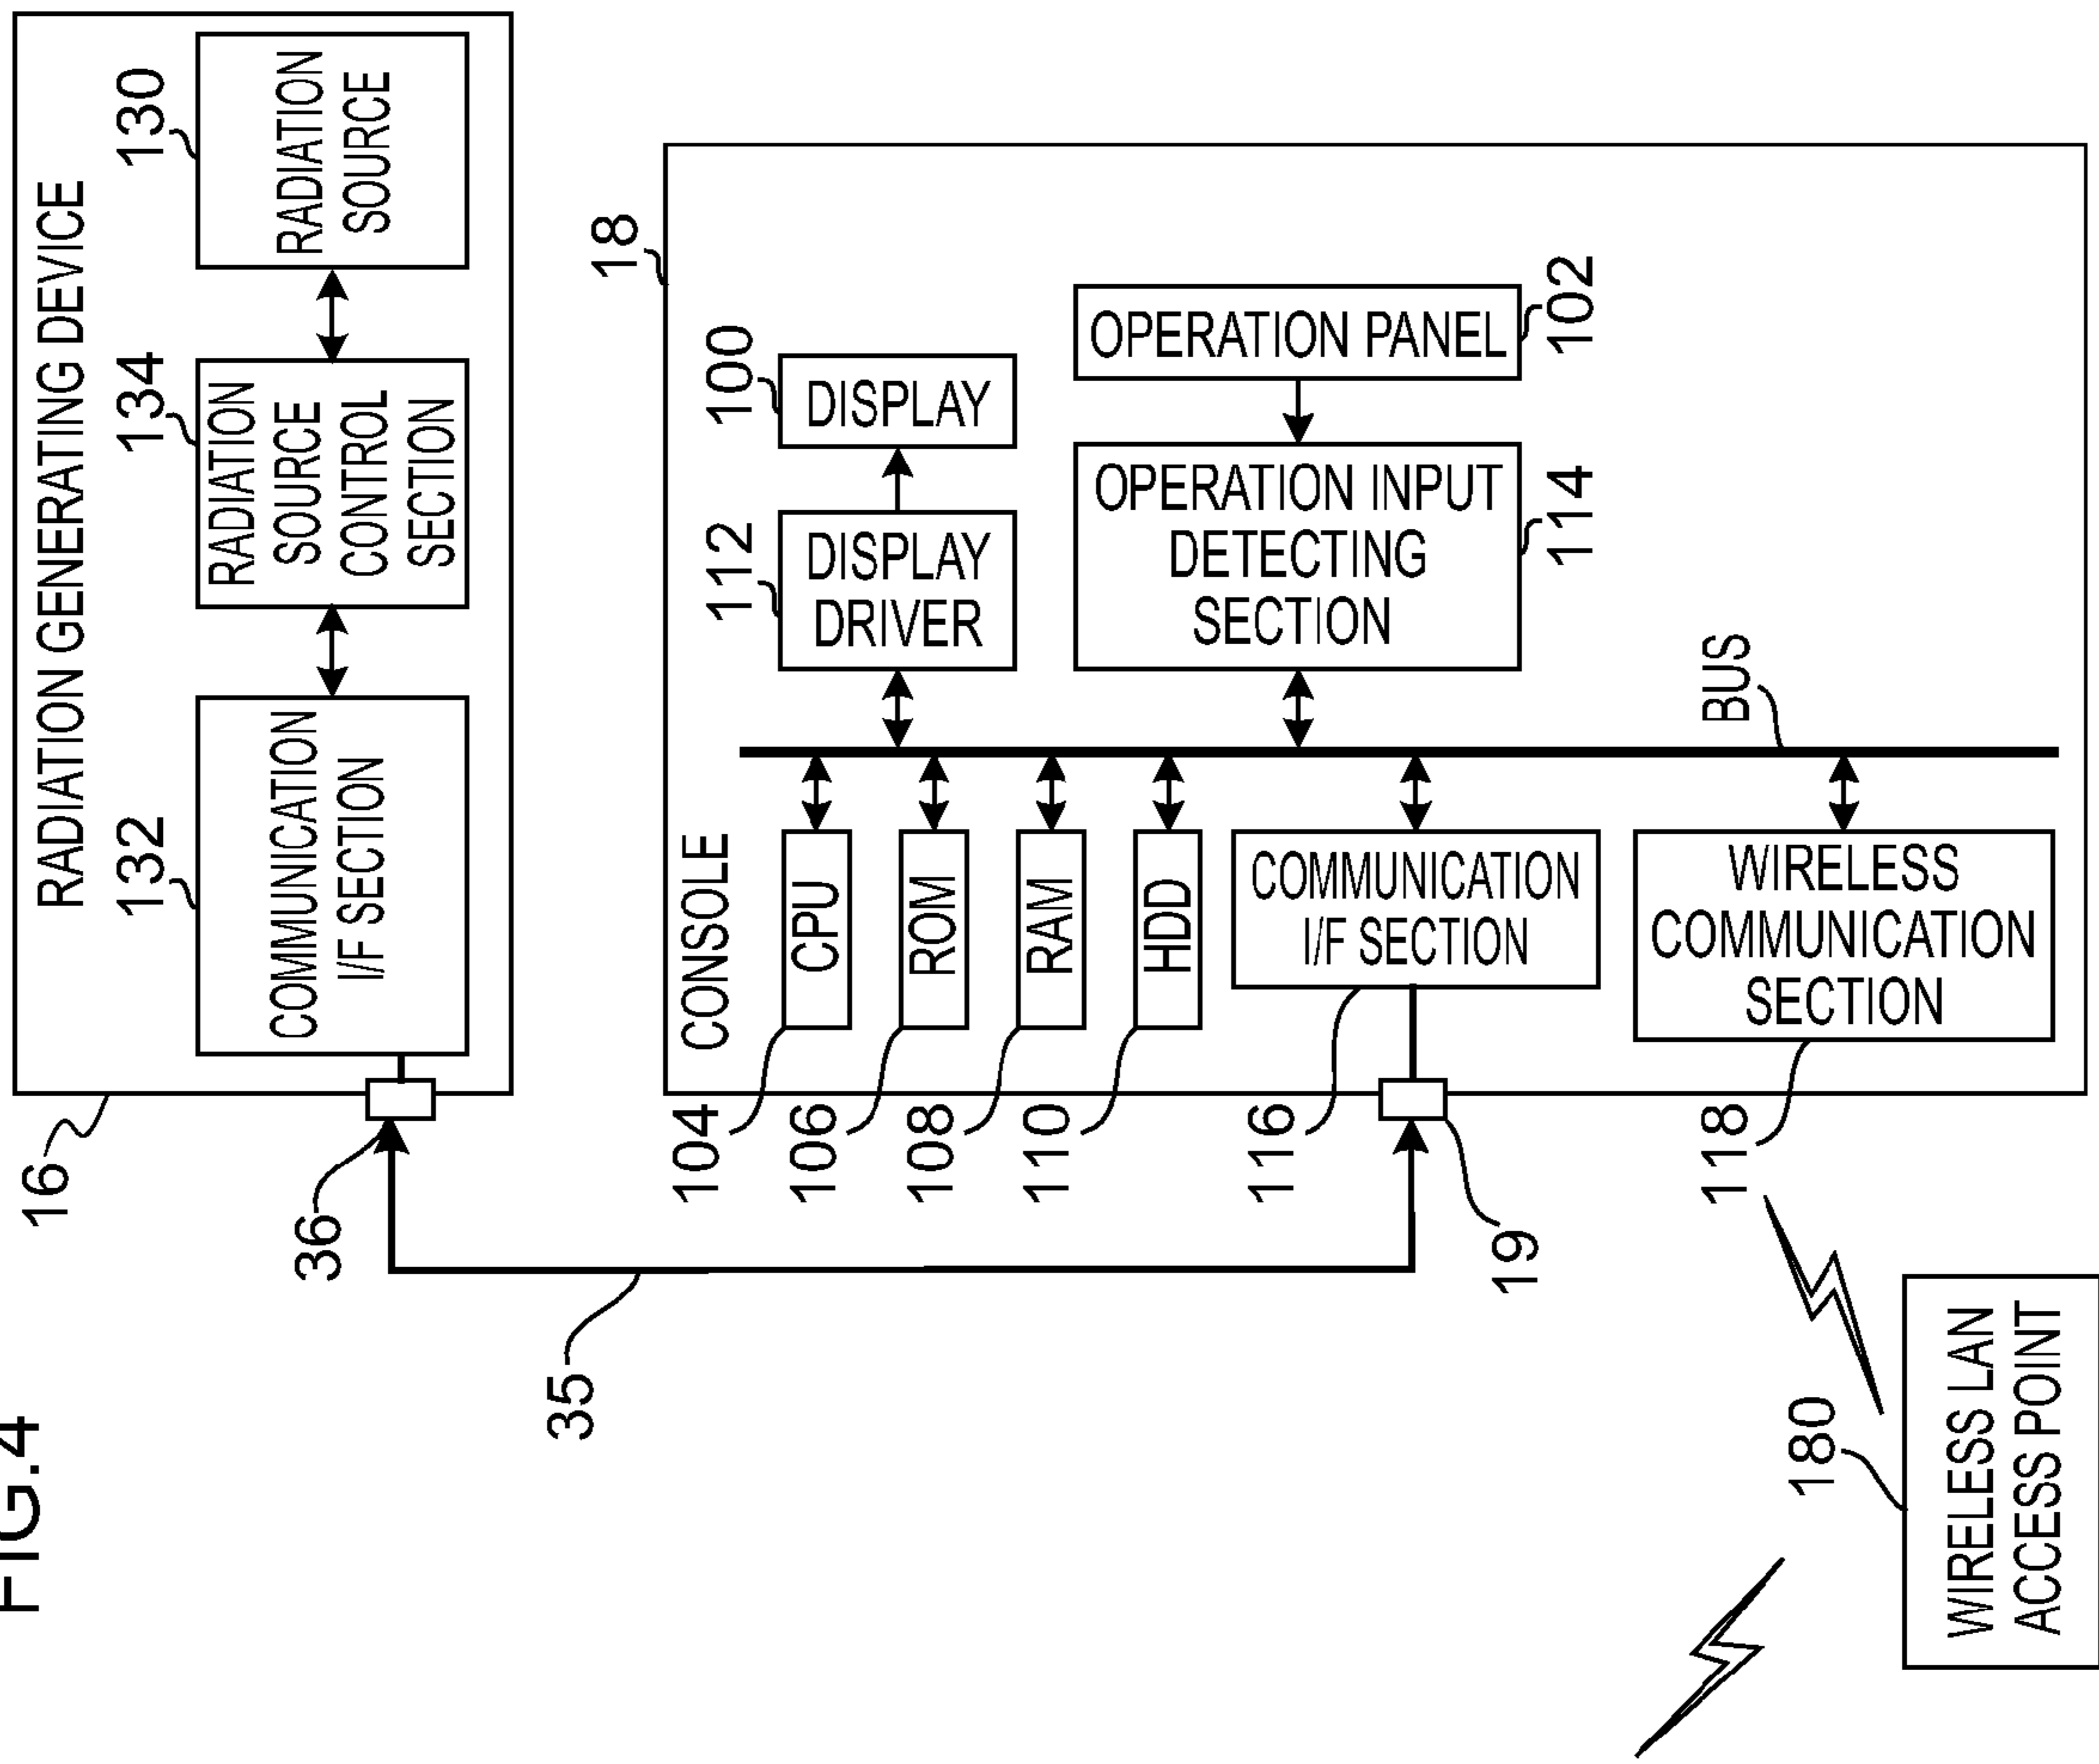 FIG.4
RADIATION GENERATING DEVICE
16
132
COMMUNICATION
I/F SECTION
134
RADIATION
SOURCE
CONTROL
SECTION
130
RADIATION
SOURCE
36
35
18
CONSOLE
104
CPU
106
ROM
108
RAM
110
HDD
116
COMMUNICATION
I/F SECTION
19
118
WIRELESS
COMMUNICATION
SECTION
BUS
112
DISPLAY
DRIVER
100
DISPLAY
OPERATION INPUT
DETECTING
SECTION
114
OPERATION PANEL
102
180
WIRELESS LAN
ACCESS POINT